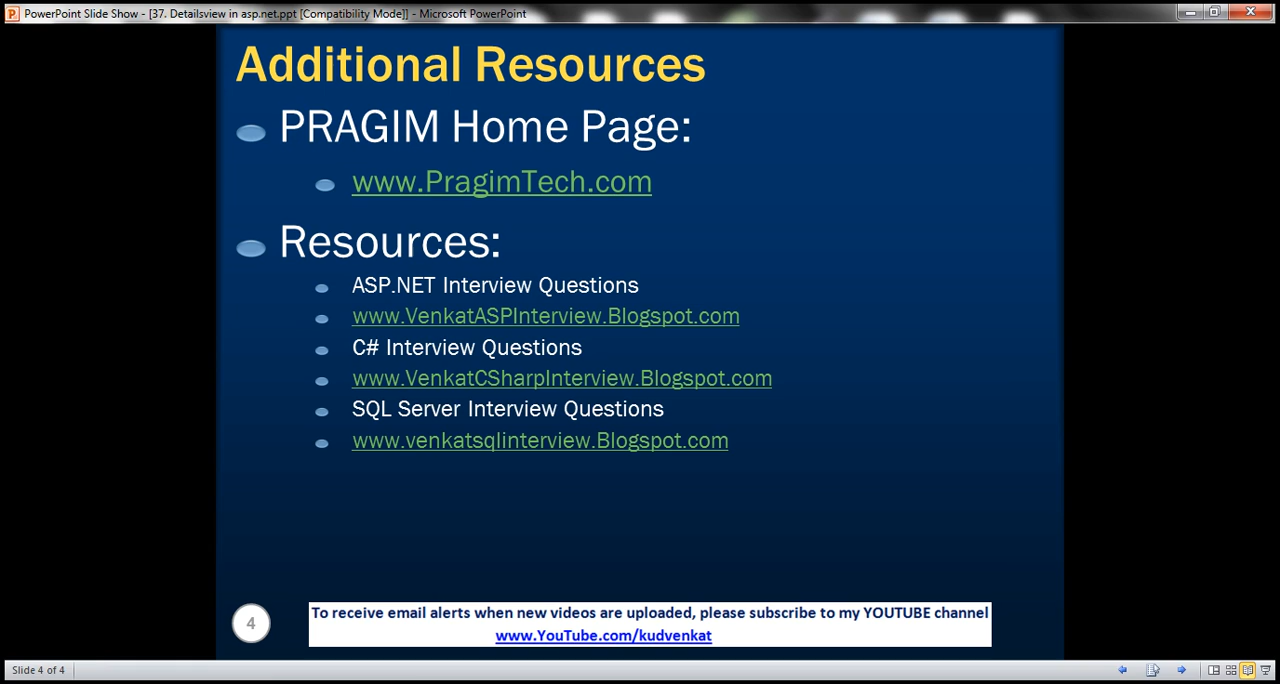 PowerPoint Slide Show - [37. Detailsview in asp.net.ppt [Compatibility Mode]] - Microsoft PowerPoint
Additional Resources
PRAGIM Home Page:
www.PragimTech.com
Resources:
ASP.NET Interview Questions
www.VenkatASPInterview.Blogspot.com
C# Interview Questions
www.VenkatCSharpInterview.Blogspot.com
SQL Server Interview Questions
www.venkatsqlinterview.Blogspot.com
4
To receive email alerts when new videos are uploaded, please subscribe to my YOUTUBE channel
www.YouTube.com/kudvenkat
Slide 4 of 4